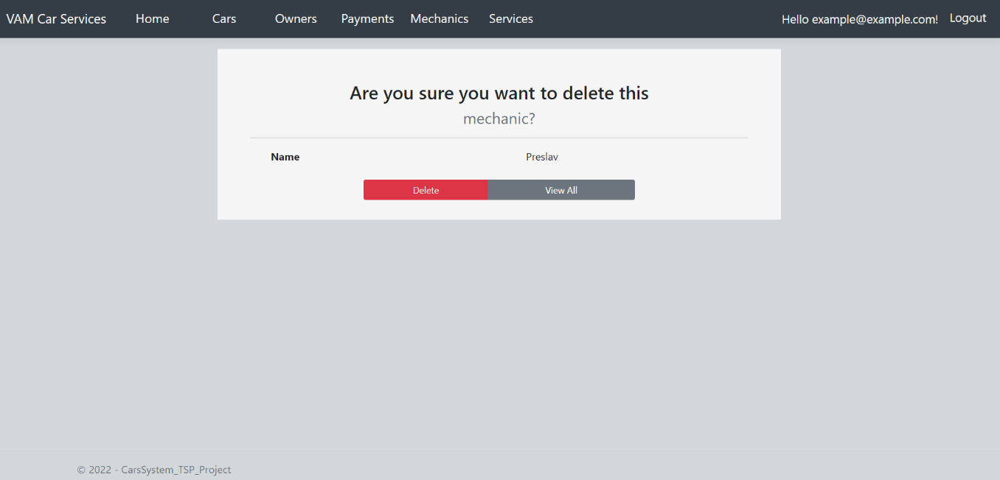 VAM Car Services Home Cars Owners Payments Mechanics Services Hello example@example.com! Logout
Are you sure you want to delete this
mechanic?
Name Preslav
Delete View All
© 2022 - CarsSystem_TSP_Project